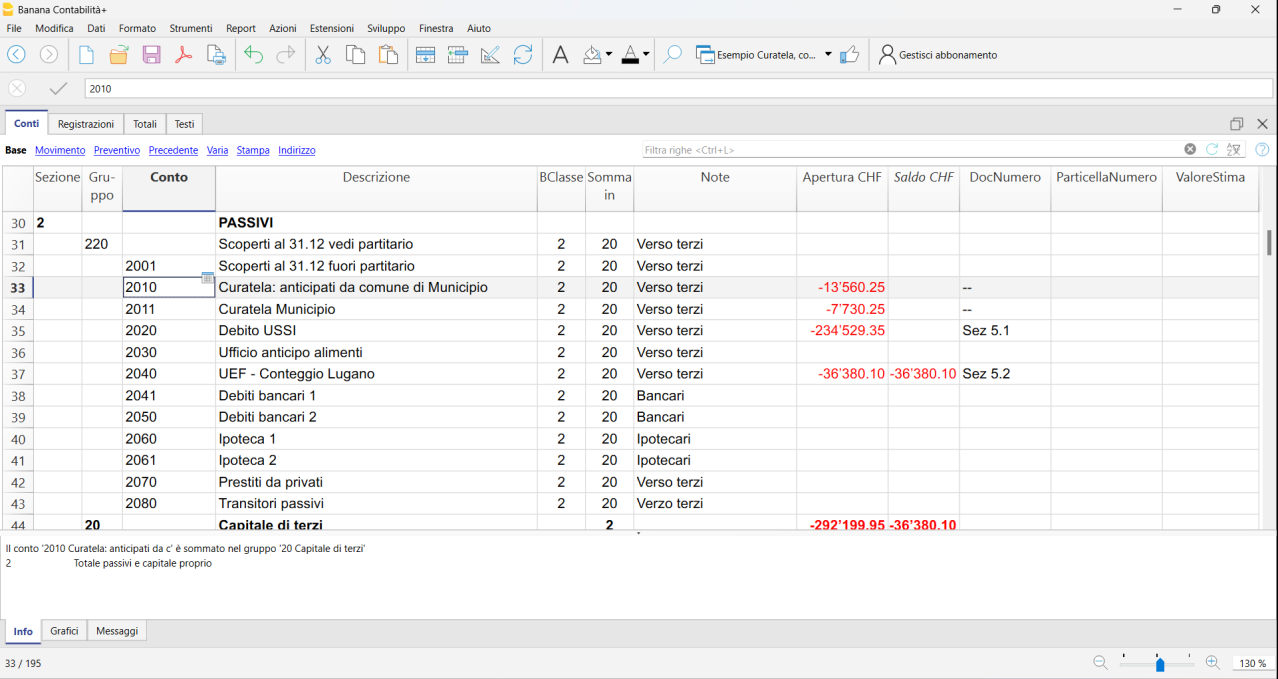 Banana Contabilità+
File Modifica Dati Formato Strumenti Report Azioni Estensioni Sviluppo Finestra Aiuto
Esempio Curatela, co... Gestisci abbonamento
2010
Conti Registrazioni Totali Testi
Base Movimento Preventivo Precedente Varia Stampa Indirizzo Filtra righe <Ctrl+L>
Sezione Gru-ppo Conto Descrizione BClasse Somma in Note Apertura CHF Saldo CHF DocNumero ParticellaNumero ValoreStima
30 2 PASSIVI
31 220 Scoperti al 31.12 vedi partitario 2 20 Verso terzi
32 2001 Scoperti al 31.12 fuori partitario 2 20 Verso terzi
33 2010 Curatela: anticipati da comune di Municipio 2 20 Verso terzi -13'560.25 --
34 2011 Curatela Municipio 2 20 Verso terzi -7'730.25 --
35 2020 Debito USSI 2 20 Verso terzi -234'529.35 Sez 5.1
36 2030 Ufficio anticipo alimenti 2 20 Verso terzi
37 2040 UEF - Conteggio Lugano 2 20 Verso terzi -36'380.10 -36'380.10 Sez 5.2
38 2041 Debiti bancari 1 2 20 Bancari
39 2050 Debiti bancari 2 2 20 Bancari
40 2060 Ipoteca 1 2 20 Ipotecari
41 2061 Ipoteca 2 2 20 Ipotecari
42 2070 Prestiti da privati 2 20 Verso terzi
43 2080 Transitori passivi 2 20 Verzo terzi
44 20 Capitale di terzi 2 -292'199.95 -36'380.10
Il conto '2010 Curatela: anticipati da c' è sommato nel gruppo '20 Capitale di terzi'
2 Totale passivi e capitale proprio
Info Grafici Messaggi
33 / 195 130 %